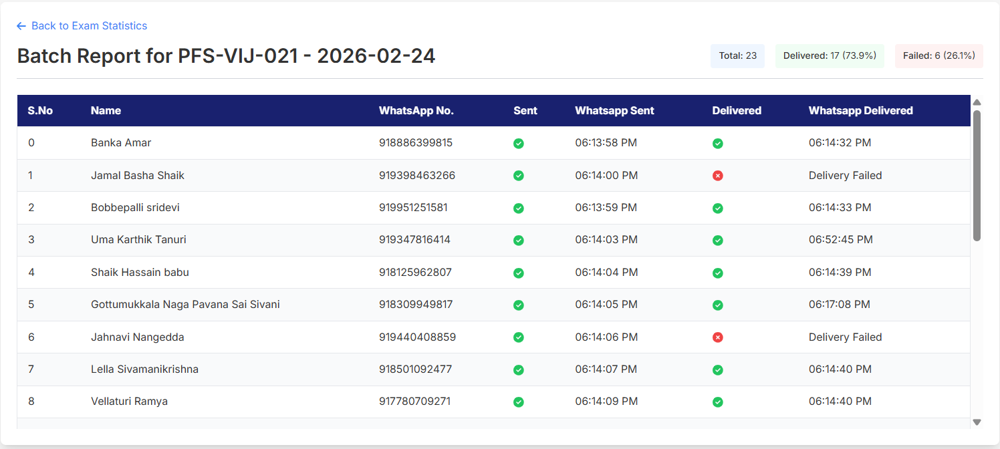 ← Back to Exam Statistics
Batch Report for PFS-VIJ-021 - 2026-02-24 Total: 23 Delivered: 17 (73.9%) Failed: 6 (26.1%)
S.No Name WhatsApp No. Sent Whatsapp Sent Delivered Whatsapp Delivered
0 Banka Amar 918886399815 06:13:58 PM 06:14:32 PM
1 Jamal Basha Shaik 919398463266 06:14:00 PM Delivery Failed
2 Bobbepalli sridevi 919951251581 06:13:59 PM 06:14:33 PM
3 Uma Karthik Tanuri 919347816414 06:14:03 PM 06:52:45 PM
4 Shaik Hassain babu 918125962807 06:14:04 PM 06:14:39 PM
5 Gottumukkala Naga Pavana Sai Sivani 918309949817 06:14:05 PM 06:17:08 PM
6 Jahnavi Nangedda 919440408859 06:14:06 PM Delivery Failed
7 Lella Sivamanikrishna 918501092477 06:14:07 PM 06:14:40 PM
8 Vellaturi Ramya 917780709271 06:14:09 PM 06:14:40 PM